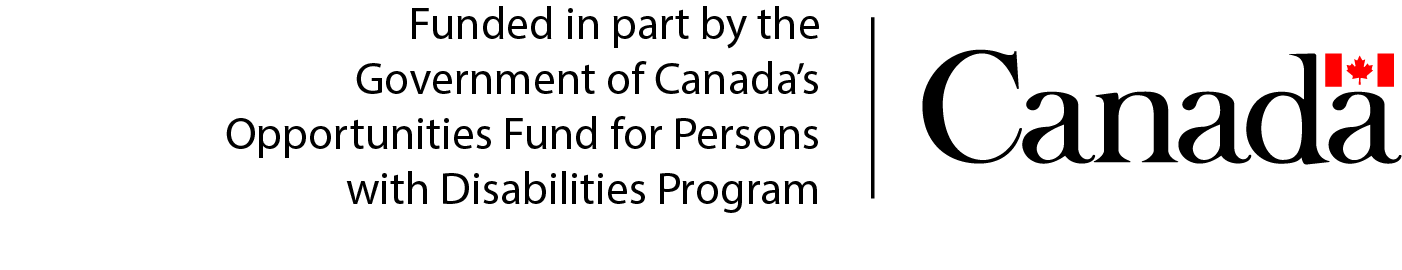 Funded in part by the
Government of Canada’s
Opportunities Fund for Persons
with Disabilities Program
Canada